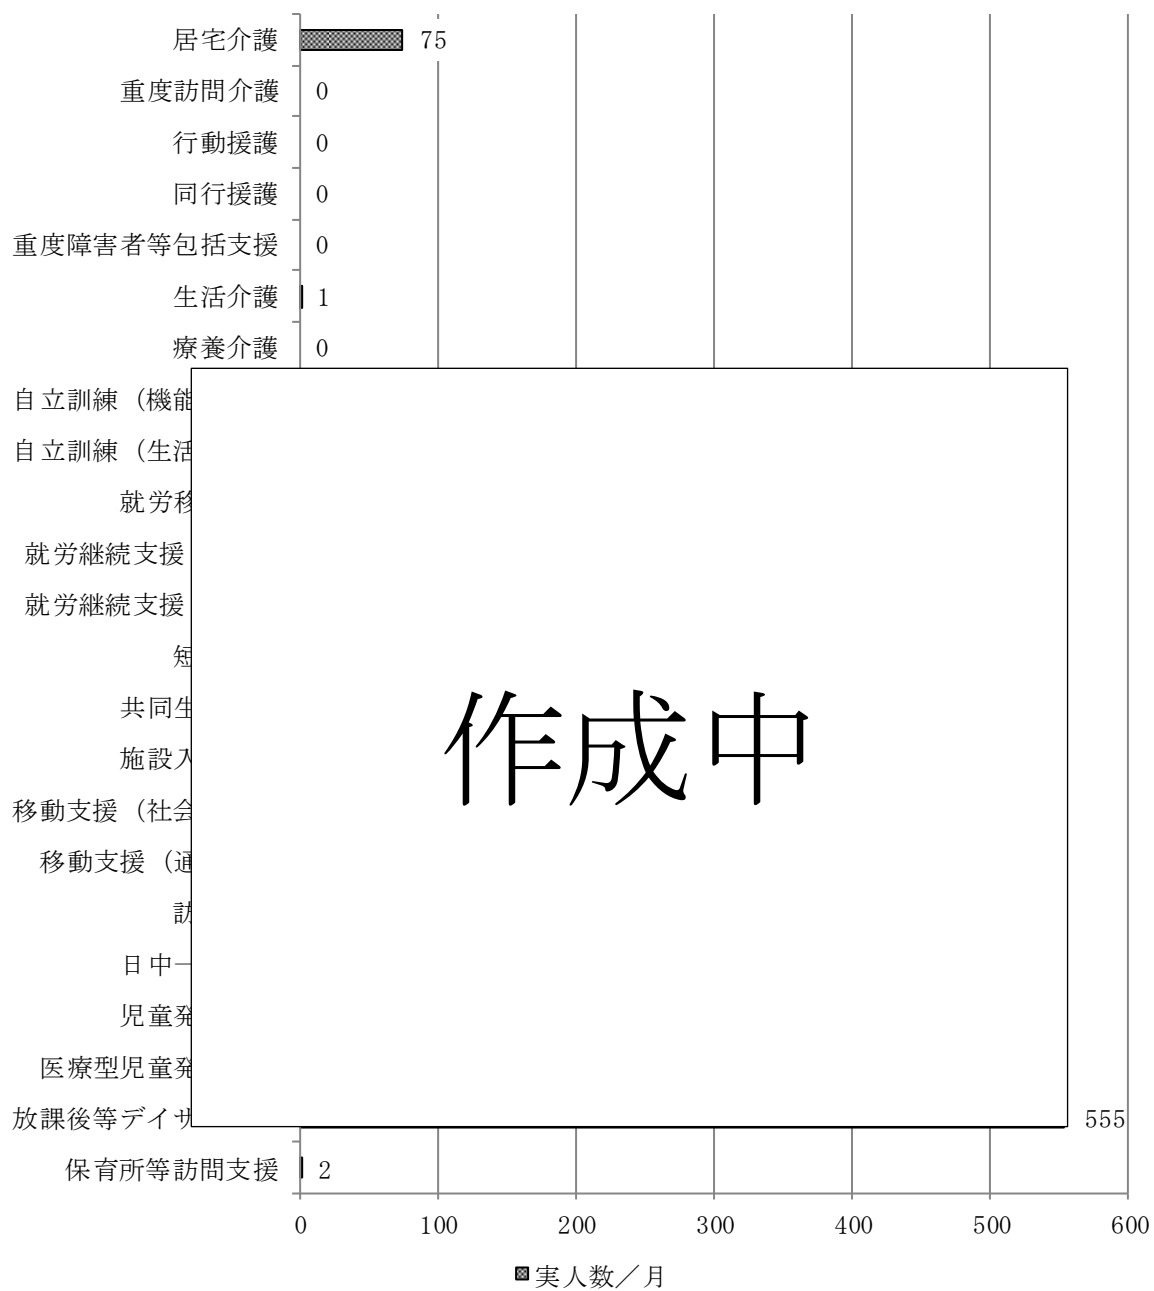 居宅介護 75
重度訪問介護 0
行動援護 0
同行援護 0
重度障害者等包括支援 0
生活介護 1
療養介護 0
自立訓練（機能
自立訓練（生活
就労移
就労継続支援
就労継続支援
短
共同生
施設入
移動支援（社会
移動支援（通
訪
日中一
児童発
医療型児童発
放課後等デイサ 555
保育所等訪問支援 2
作成中
0 100 200 300 400 500 600
実人数／月